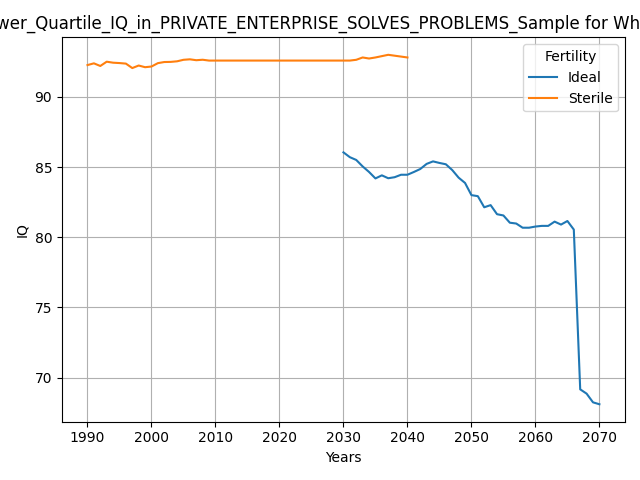 wer_Quartile_IQ_in_PRIVATE_ENTERPRISE_SOLVES_PROBLEMS_Sample for Wh
Fertility
Ideal
Sterile
90
85
80
75
70
IQ
1990 2000 2010 2020 2030 2040 2050 2060 2070
Years